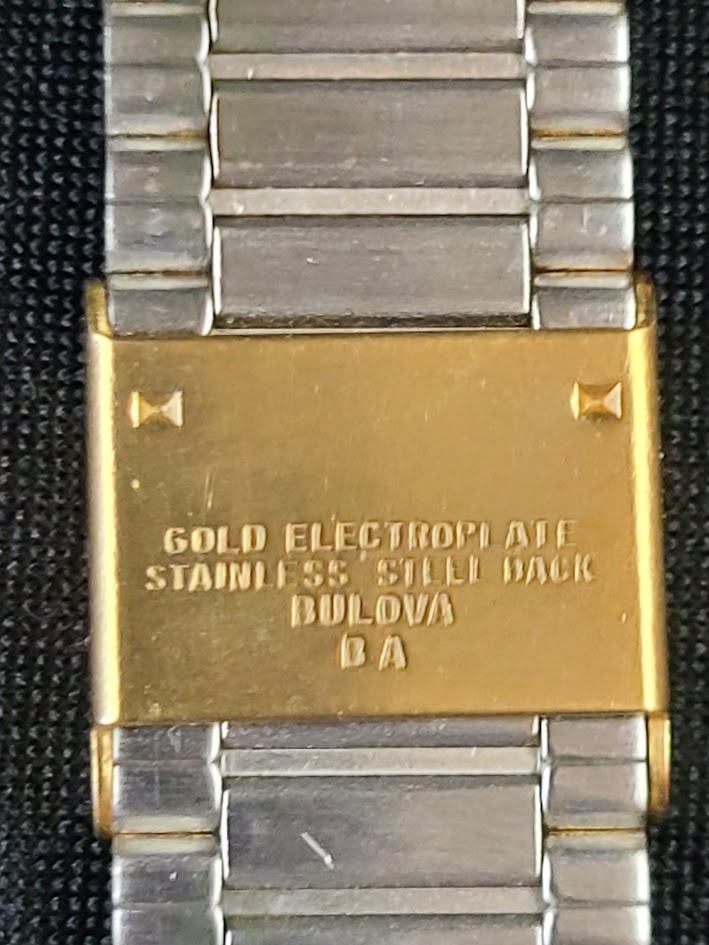 GOLD ELECTROPLATE
STAINLESS STEEL BACK
BULOVA
B A